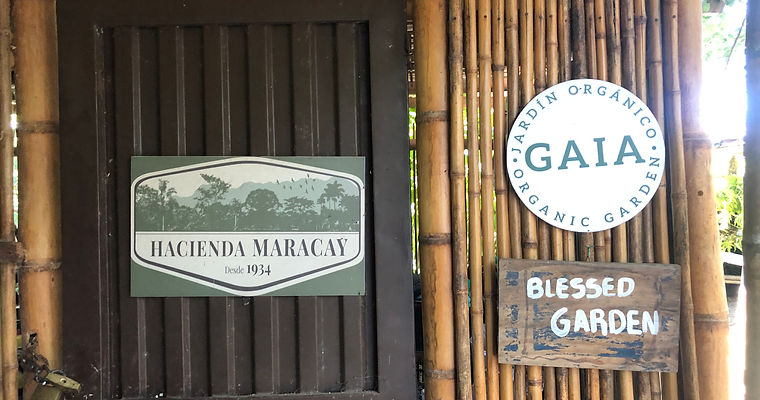 HACIENDA MARACAY
Desde 1934
JARDÍN ORGÁNICO
GAIA
ORGANIC GARDEN
BLESSED
GARDEN